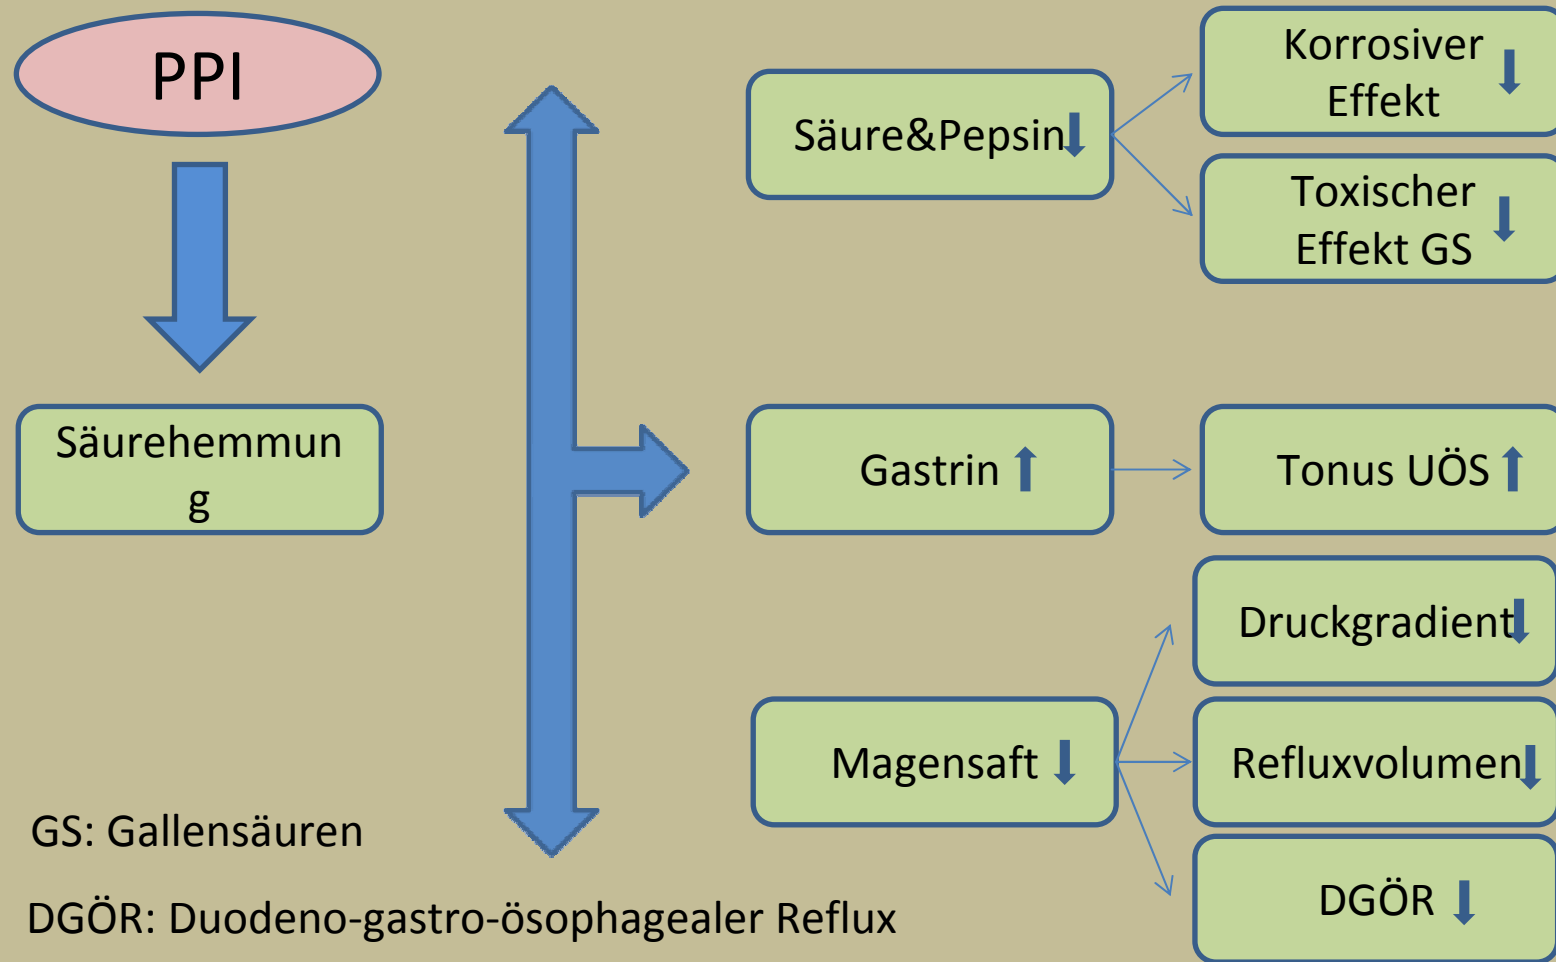 PPI
Säurehemmun
g
Säure&Pepsin
Korrosiver
Effekt
Toxischer
Effekt GS
Gastrin
Tonus UÖS
Magensaft
Druckgradient
Refluxvolumen
DGÖR
GS: Gallensäuren
DGÖR: Duodeno-gastro-ösophagealer Reflux